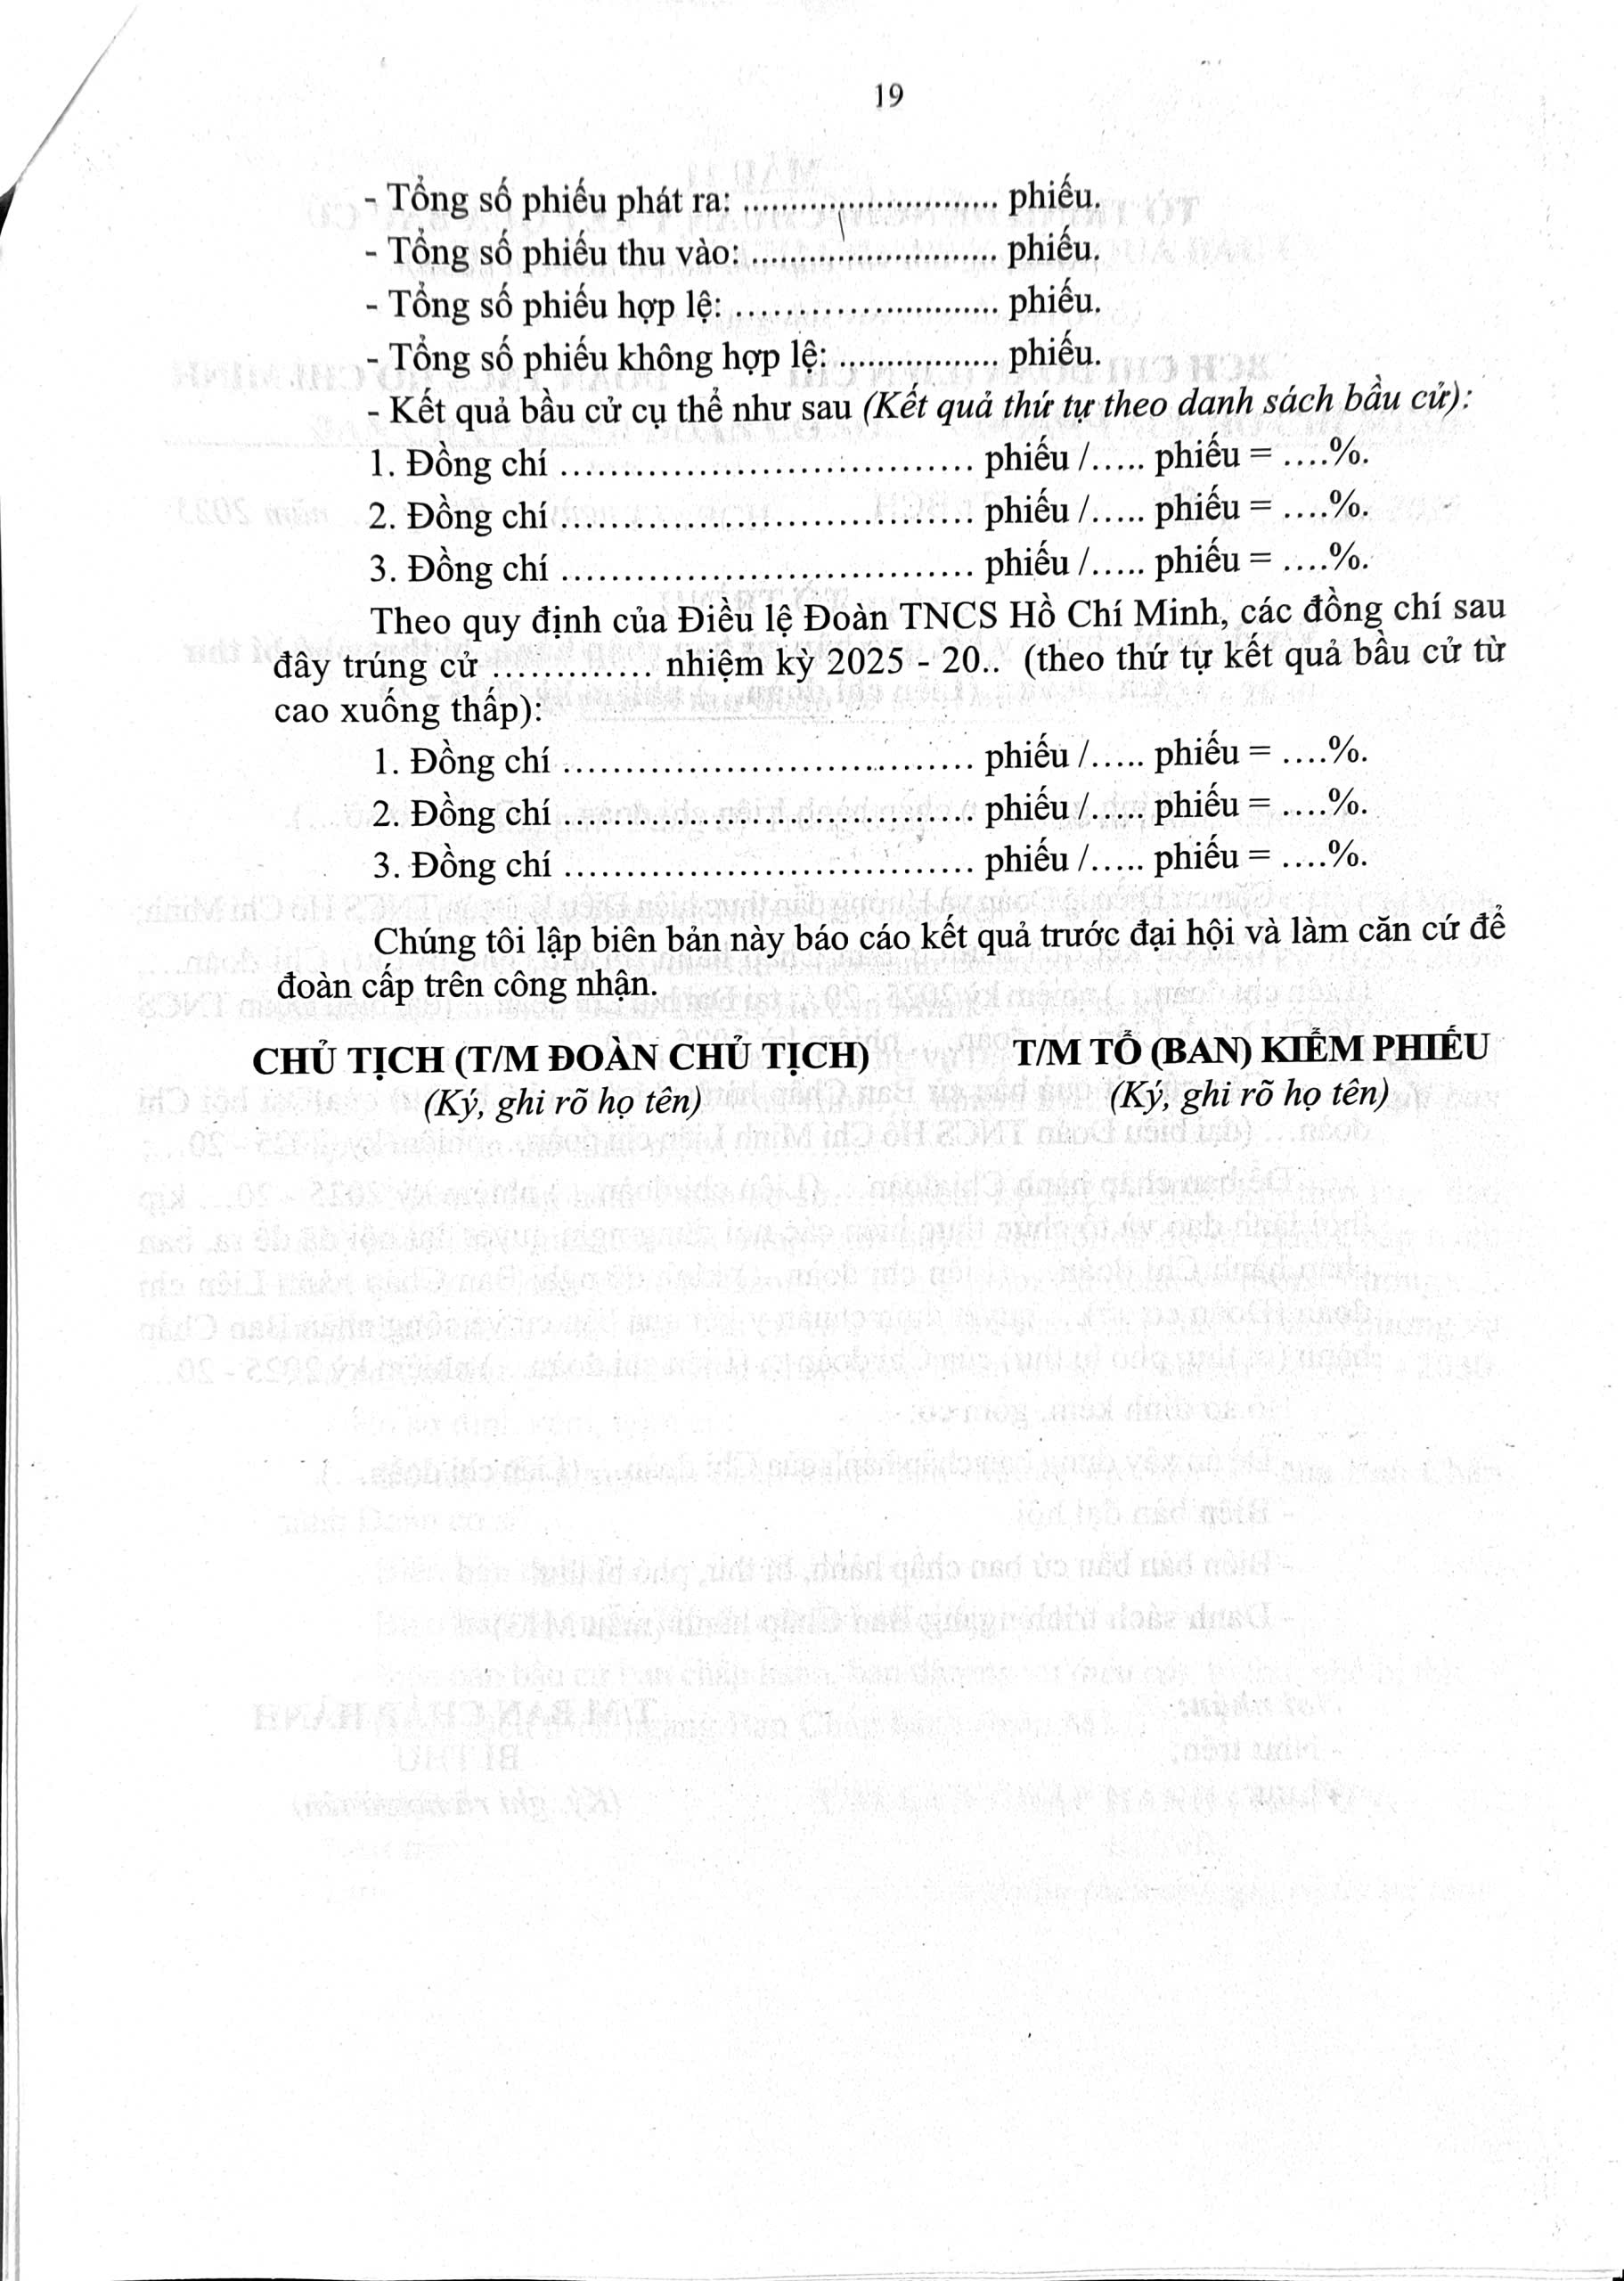 19
- Tổng số phiếu phát ra: ........................... phiếu.
- Tổng số phiếu thu vào: .......................... phiếu.
- Tổng số phiếu hợp lệ: ............................ phiếu.
- Tổng số phiếu không hợp lệ: ................. phiếu.
- Kết quả bầu cử cụ thể như sau (Kết quả thứ tự theo danh sách bầu cử):
1. Đồng chí ................................. phiếu /..... phiếu = ....%.
2. Đồng chí ................................. phiếu /..... phiếu = ....%.
3. Đồng chí ................................. phiếu /..... phiếu = ....%.
Theo quy định của Điều lệ Đoàn TNCS Hồ Chí Minh, các đồng chí sau
đây trúng cử ............. nhiệm kỳ 2025 - 20.. (theo thứ tự kết quả bầu cử từ
cao xuống thấp):
1. Đồng chí ................................. phiếu /..... phiếu = ....%.
2. Đồng chí ................................. phiếu /..... phiếu = ....%.
3. Đồng chí ................................. phiếu /..... phiếu = ....%.
Chúng tôi lập biên bản này báo cáo kết quả trước đại hội và làm căn cứ để
đoàn cấp trên công nhận.
CHỦ TỊCH (T/M ĐOÀN CHỦ TỊCH) T/M TỔ (BAN) KIỂM PHIẾU
(Ký, ghi rõ họ tên) (Ký, ghi rõ họ tên)